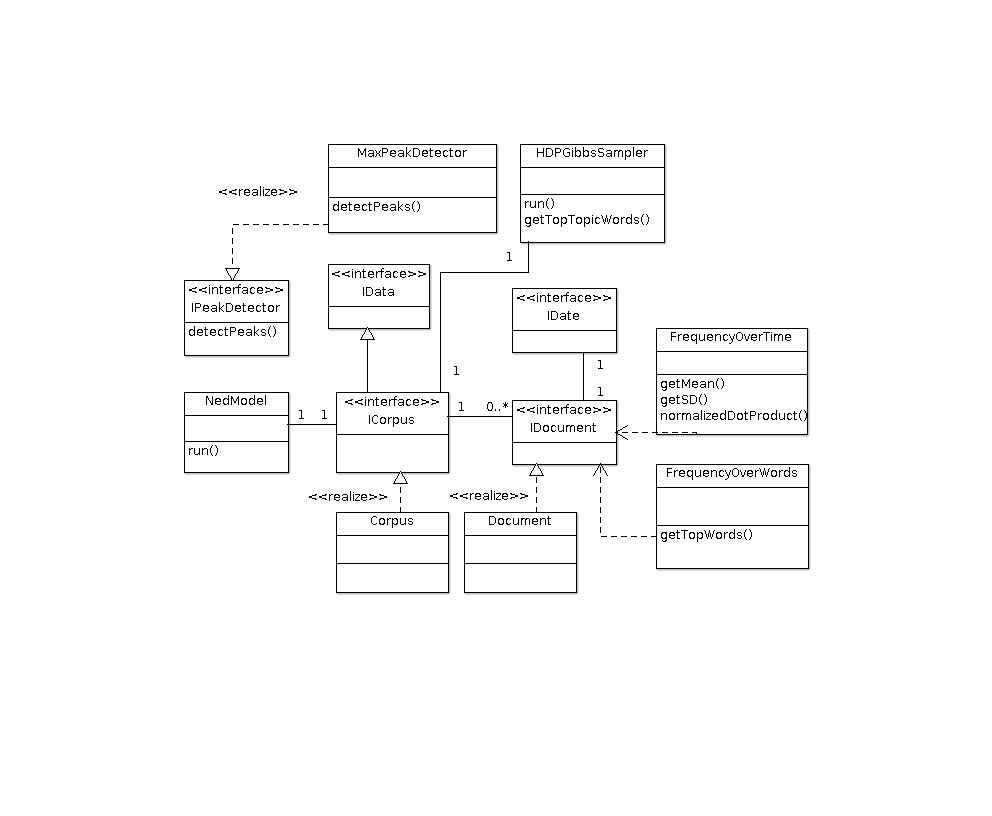 MaxPeakDetector
detectPeaks()
HDPGibbsSampler
run()
getTopTopicWords()
<<realize>>
1
<<interface>>
IPeakDetector
detectPeaks()
<<interface>>
IData
<<interface>>
IDate
1
1
FrequencyOverTime
getMean()
getSD()
normalizedDotProduct()
1
NedModel
run()
1 1
<<interface>>
ICorpus
1 0..*
<<interface>>
IDocument
FrequencyOverWords
getTopWords()
<<realize>>
<<realize>>
Corpus
Document